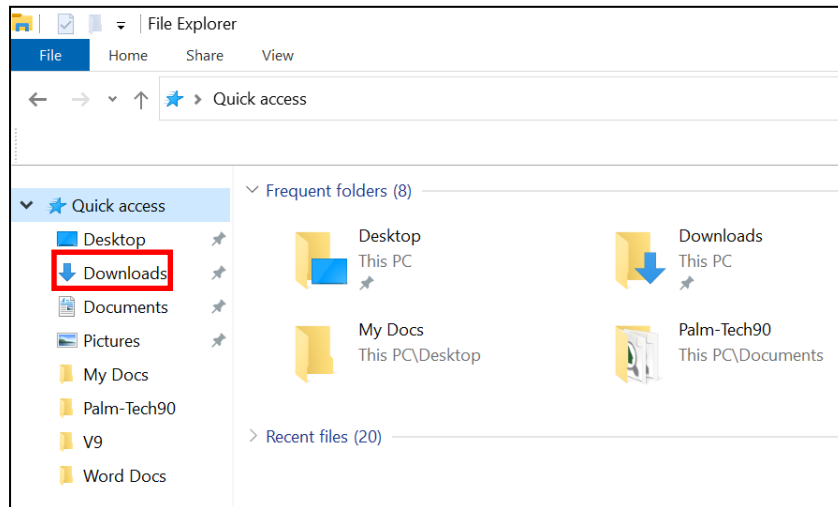 File Explorer
File Home Share View
Quick access
Quick access
Desktop
Downloads
Documents
Pictures
My Docs
Palm-Tech90
V9
Word Docs
Frequent folders (8)
Desktop
This PC
Downloads
This PC
My Docs
This PC\Desktop
Palm-Tech90
This PC\Documents
Recent files (20)